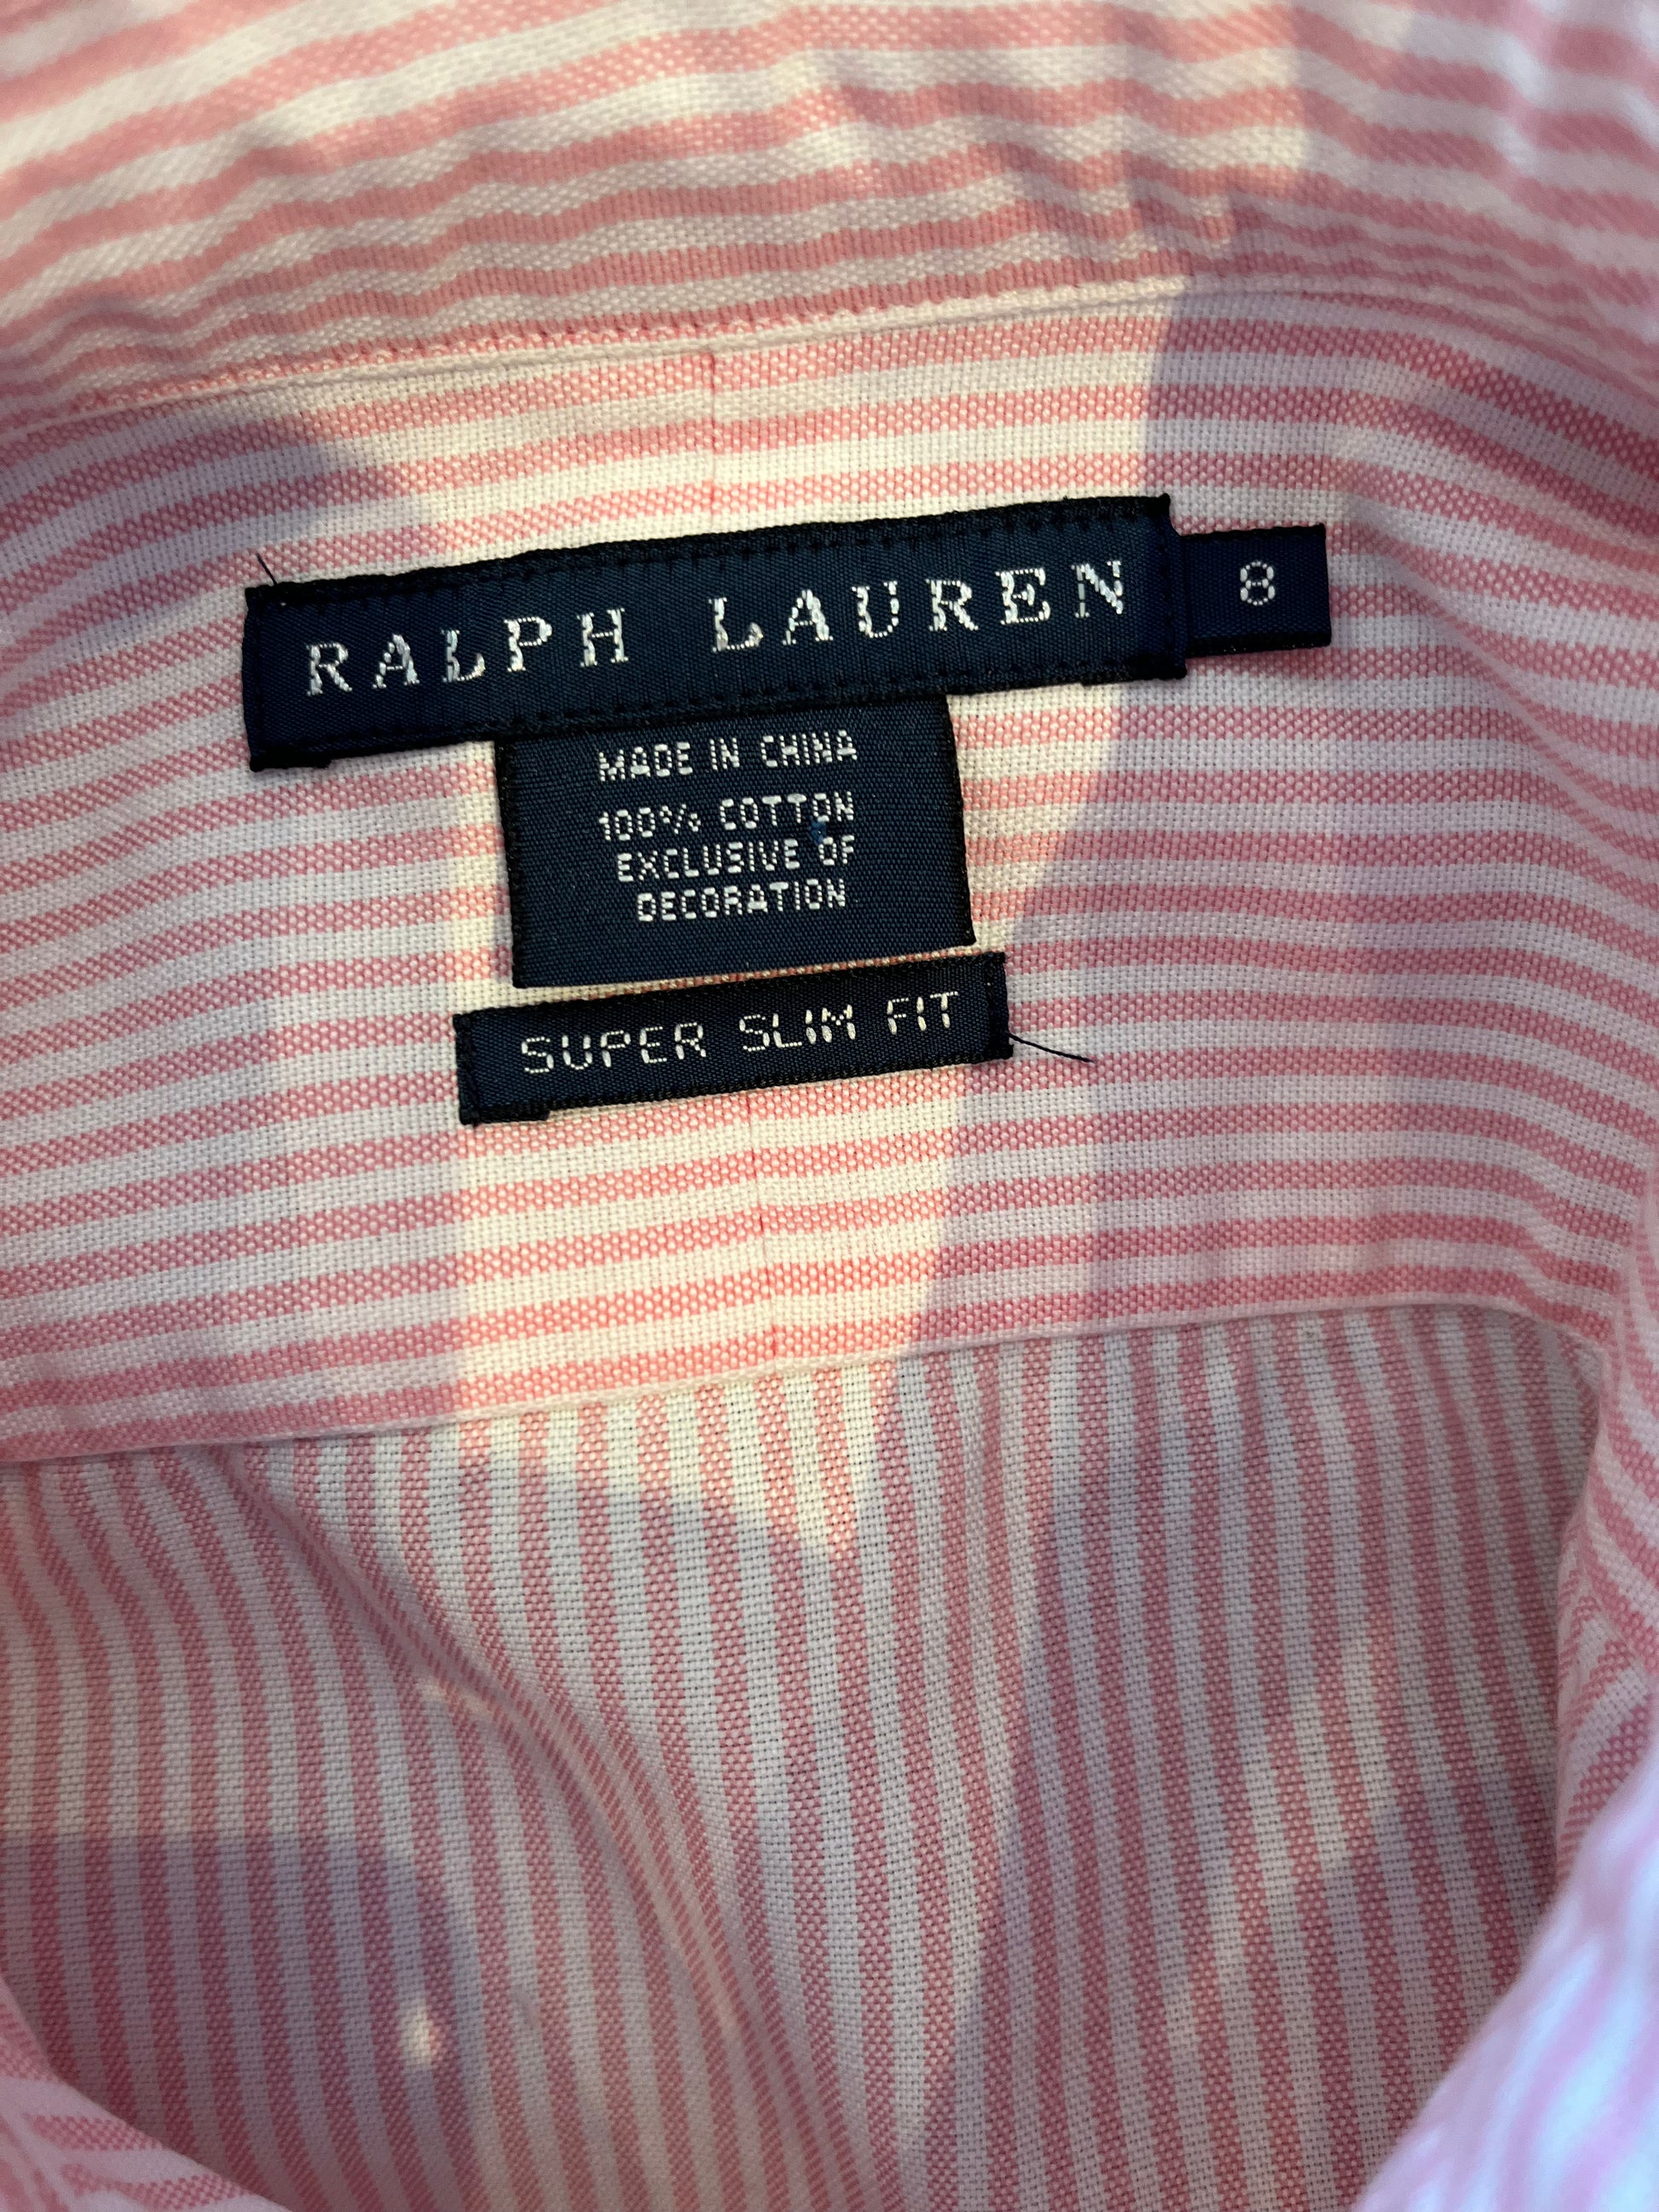 RALPH LAUREN 8
MADE IN CHINA
100% COTTON
EXCLUSIVE OF
DECORATION
SUPER SLIM FIT